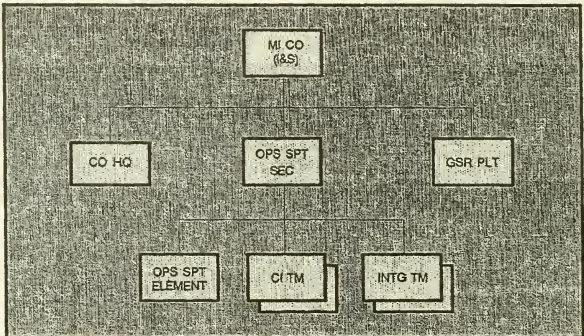 MI CO
(I&S)
CO HQ
OPS SPT
SEC
GSR PLT
OPS SPT
ELEMENT
CI TM
INTG TM